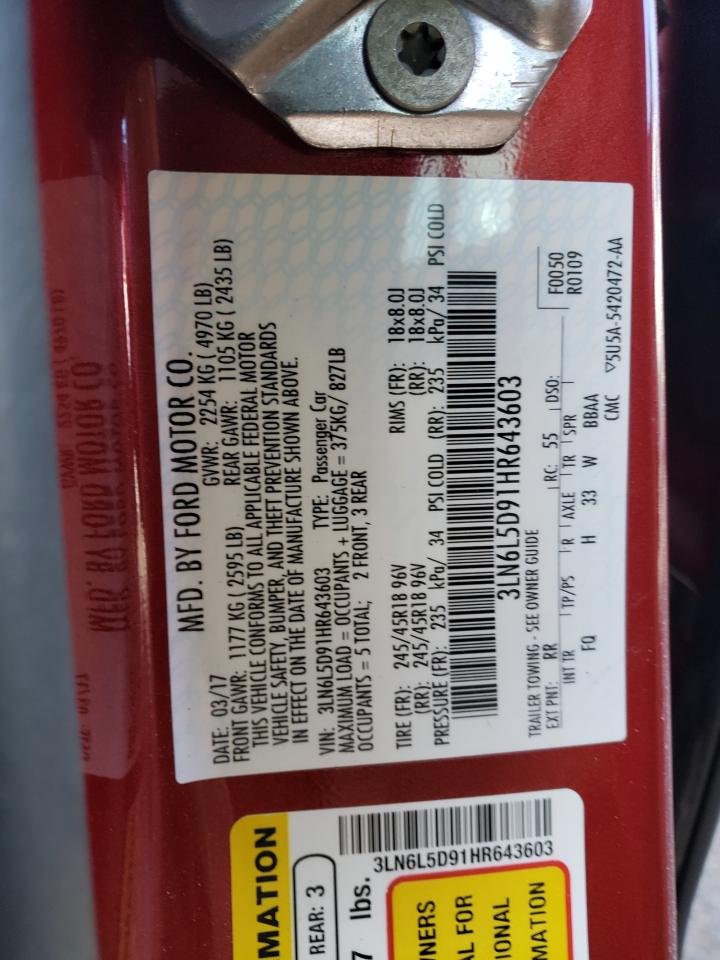 MFD. BY FORD MOTOR CO.
DATE: 03/17 GVWR: 2254 KG ( 4970 LB)
FRONT GAWR: 1177 KG ( 2595 LB) REAR GAWR: 1105 KG ( 2435 LB)
THIS VEHICLE CONFORMS TO ALL APPLICABLE FEDERAL MOTOR
VEHICLE SAFETY, BUMPER, AND THEFT PREVENTION STANDARDS
IN EFFECT ON THE DATE OF MANUFACTURE SHOWN ABOVE.
VIN: 3LN6L5D91HR643603 TYPE: Passenger Car
MAXIMUM LOAD = OCCUPANTS + LUGGAGE = 375KG/ 827LB
OCCUPANTS = 5 TOTAL; 2 FRONT, 3 REAR
TIRE (FR): 245/45R18 96V RIMS (FR): 18x8.0J
(RR): 245/45R18 96V (RR): 18x8.0J
PRESSURE (FR): 235 kPa/ 34 PSI COLD (RR): 235 kPa/ 34 PSI COLD
3LN6L5D91HR643603
TRAILER TOWING - SEE OWNER GUIDE
F0050
R0109
EXT PNT: RR RC: 55 DSO:
INT TR TP/PS R AXLE TR SPR
FQ H 33 W BBAA
CMC ▽5U5A-5420472-AA
3LN6L5D91HR643603
REAR: 3
7 lbs.